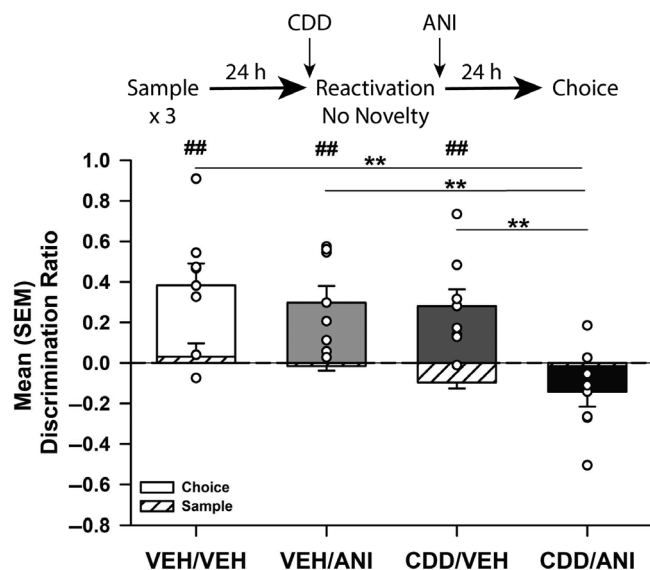 CDD ANI
24 h 24 h
Sample Reactivation Choice
x 3 No Novelty
## ## ##
**
**
**
1.0
0.8
0.6
0.4
0.2
0.0
–0.2
–0.4
–0.6
–0.8
Mean (SEM)
Discrimination Ratio
Choice
Sample
VEH/VEH VEH/ANI CDD/VEH CDD/ANI